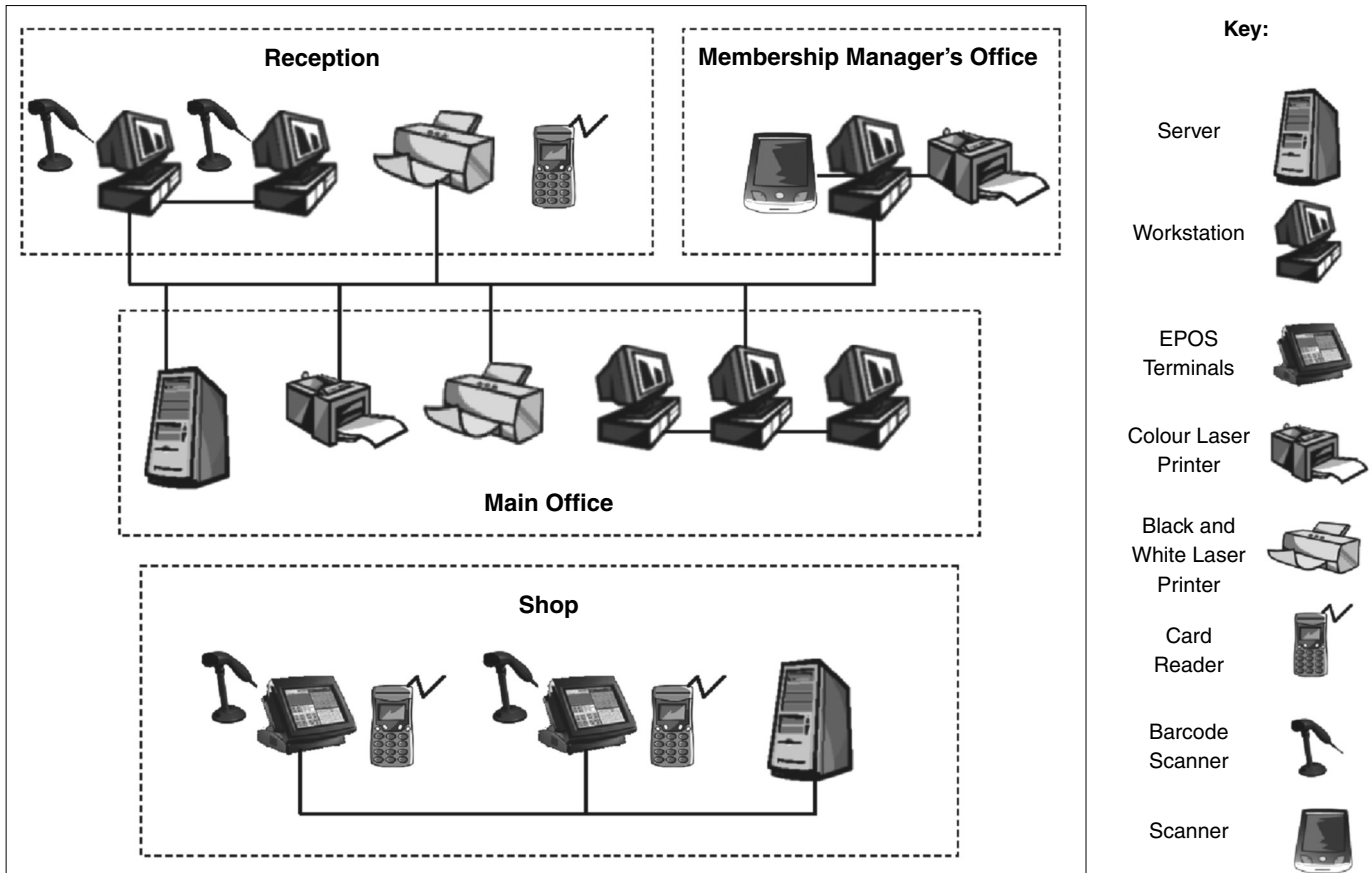 Reception
Membership Manager's Office
Main Office
Shop
Key:
Server
Workstation
EPOS
Terminals
Colour Laser
Printer
Black and
White Laser
Printer
Card
Reader
Barcode
Scanner
Scanner